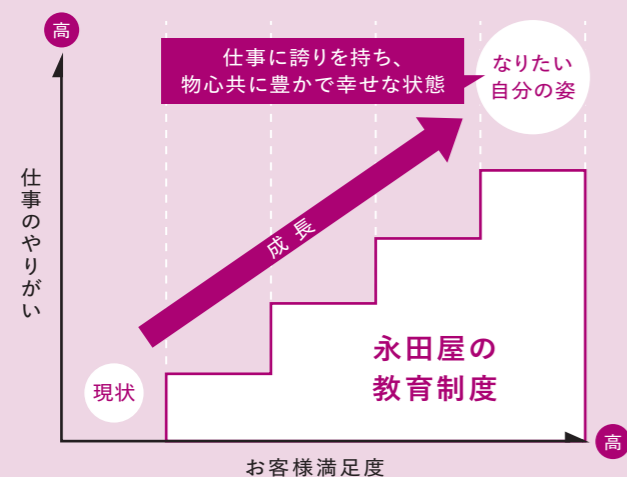 高
仕事に誇りを持ち、
物心共に豊かで幸せな状態
なりたい
自分の姿
仕事のやりがい
成長
永田屋の
教育制度
現状
高
お客様満足度